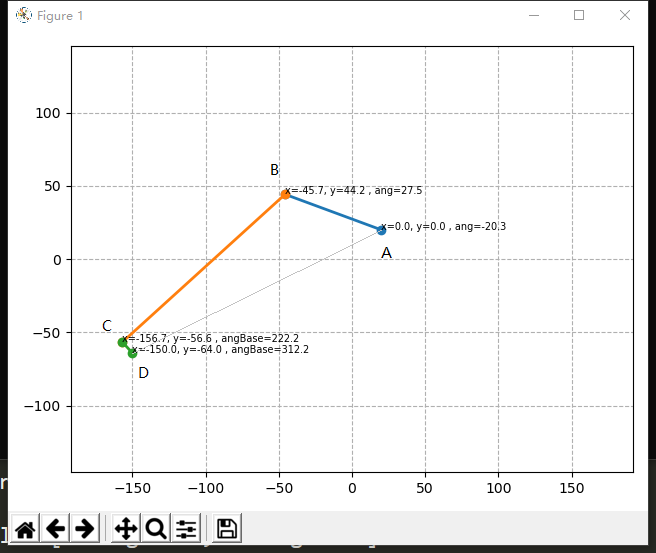 Figure 1
100
50
0
−50
−100
B
x=-45.7, y=44.2 , ang=27.5
x=0.0, y=0.0 , ang=-20.3
A
C
x=-156.7, y=-56.6 , angBase=222.2
x=-150.0, y=-64.0 , angBase=312.2
D
−150
−100
−50
0
50
100
150